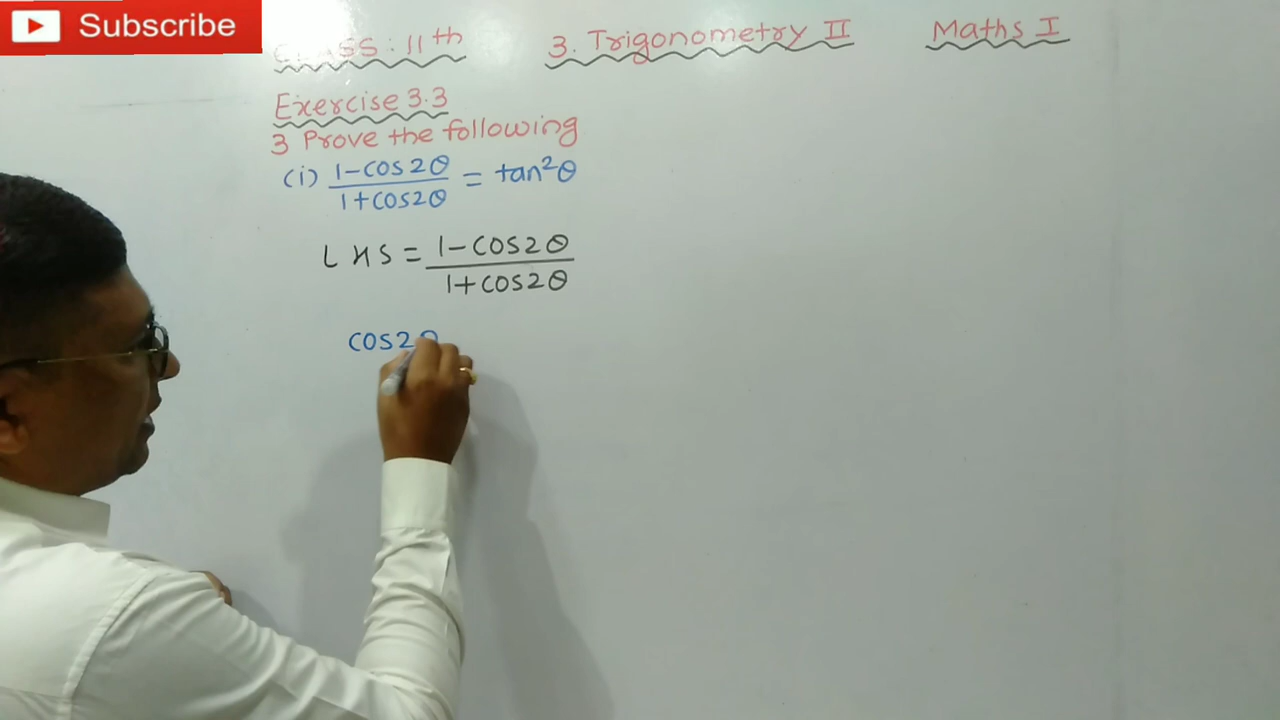 Subscribe
CLASS : 11th 3. Trigonometry II Maths I
Exercise 3.3
3 Prove the following
(i) 1-cos2θ / 1+cos2θ = tan²θ
LHS = 1-cos2θ / 1+cos2θ
cos2θ